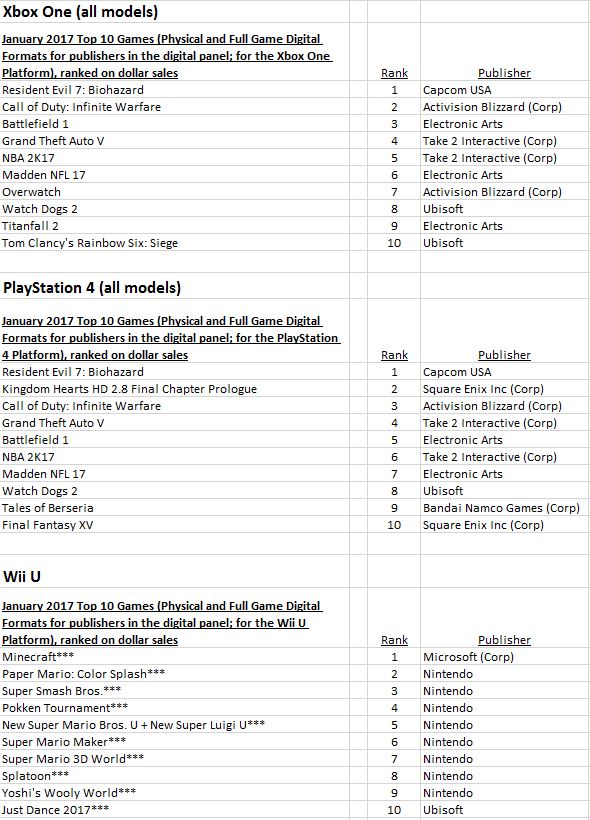 Xbox One (all models)
January 2017 Top 10 Games (Physical and Full Game Digital
Formats for publishers in the digital panel; for the Xbox One
Platform), ranked on dollar sales Rank Publisher
Resident Evil 7: Biohazard 1 Capcom USA
Call of Duty: Infinite Warfare 2 Activision Blizzard (Corp)
Battlefield 1 3 Electronic Arts
Grand Theft Auto V 4 Take 2 Interactive (Corp)
NBA 2K17 5 Take 2 Interactive (Corp)
Madden NFL 17 6 Electronic Arts
Overwatch 7 Activision Blizzard (Corp)
Watch Dogs 2 8 Ubisoft
Titanfall 2 9 Electronic Arts
Tom Clancy's Rainbow Six: Siege 10 Ubisoft
PlayStation 4 (all models)
January 2017 Top 10 Games (Physical and Full Game Digital
Formats for publishers in the digital panel; for the PlayStation
4 Platform), ranked on dollar sales Rank Publisher
Resident Evil 7: Biohazard 1 Capcom USA
Kingdom Hearts HD 2.8 Final Chapter Prologue 2 Square Enix Inc (Corp)
Call of Duty: Infinite Warfare 3 Activision Blizzard (Corp)
Grand Theft Auto V 4 Take 2 Interactive (Corp)
Battlefield 1 5 Electronic Arts
NBA 2K17 6 Take 2 Interactive (Corp)
Madden NFL 17 7 Electronic Arts
Watch Dogs 2 8 Ubisoft
Tales of Berseria 9 Bandai Namco Games (Corp)
Final Fantasy XV 10 Square Enix Inc (Corp)
Wii U
January 2017 Top 10 Games (Physical and Full Game Digital
Formats for publishers in the digital panel; for the Wii U
Platform), ranked on dollar sales Rank Publisher
Minecraft*** 1 Microsoft (Corp)
Paper Mario: Color Splash*** 2 Nintendo
Super Smash Bros.*** 3 Nintendo
Pokken Tournament*** 4 Nintendo
New Super Mario Bros. U + New Super Luigi U*** 5 Nintendo
Super Mario Maker*** 6 Nintendo
Super Mario 3D World*** 7 Nintendo
Splatoon*** 8 Nintendo
Yoshi's Wooly World*** 9 Nintendo
Just Dance 2017*** 10 Ubisoft